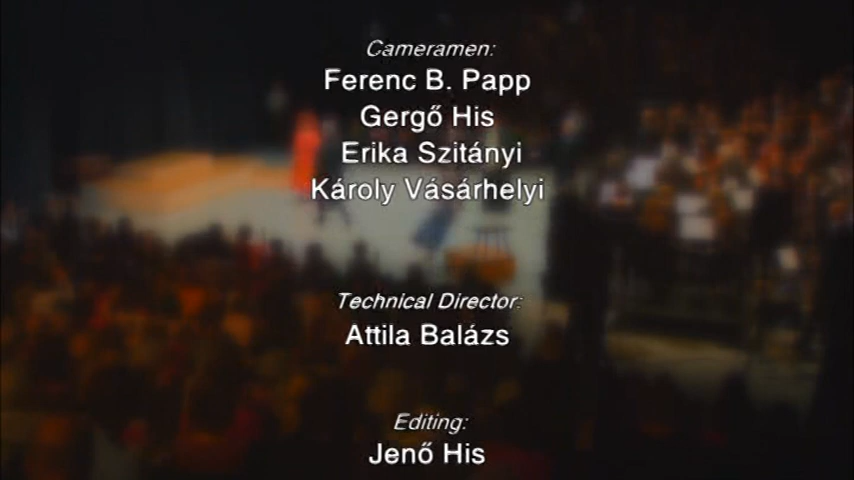 Cameramen:
Ferenc B. Papp
Gergő His
Erika Szitányi
Károly Vásárhelyi
Technical Director:
Attila Balázs
Editing:
Jenő His